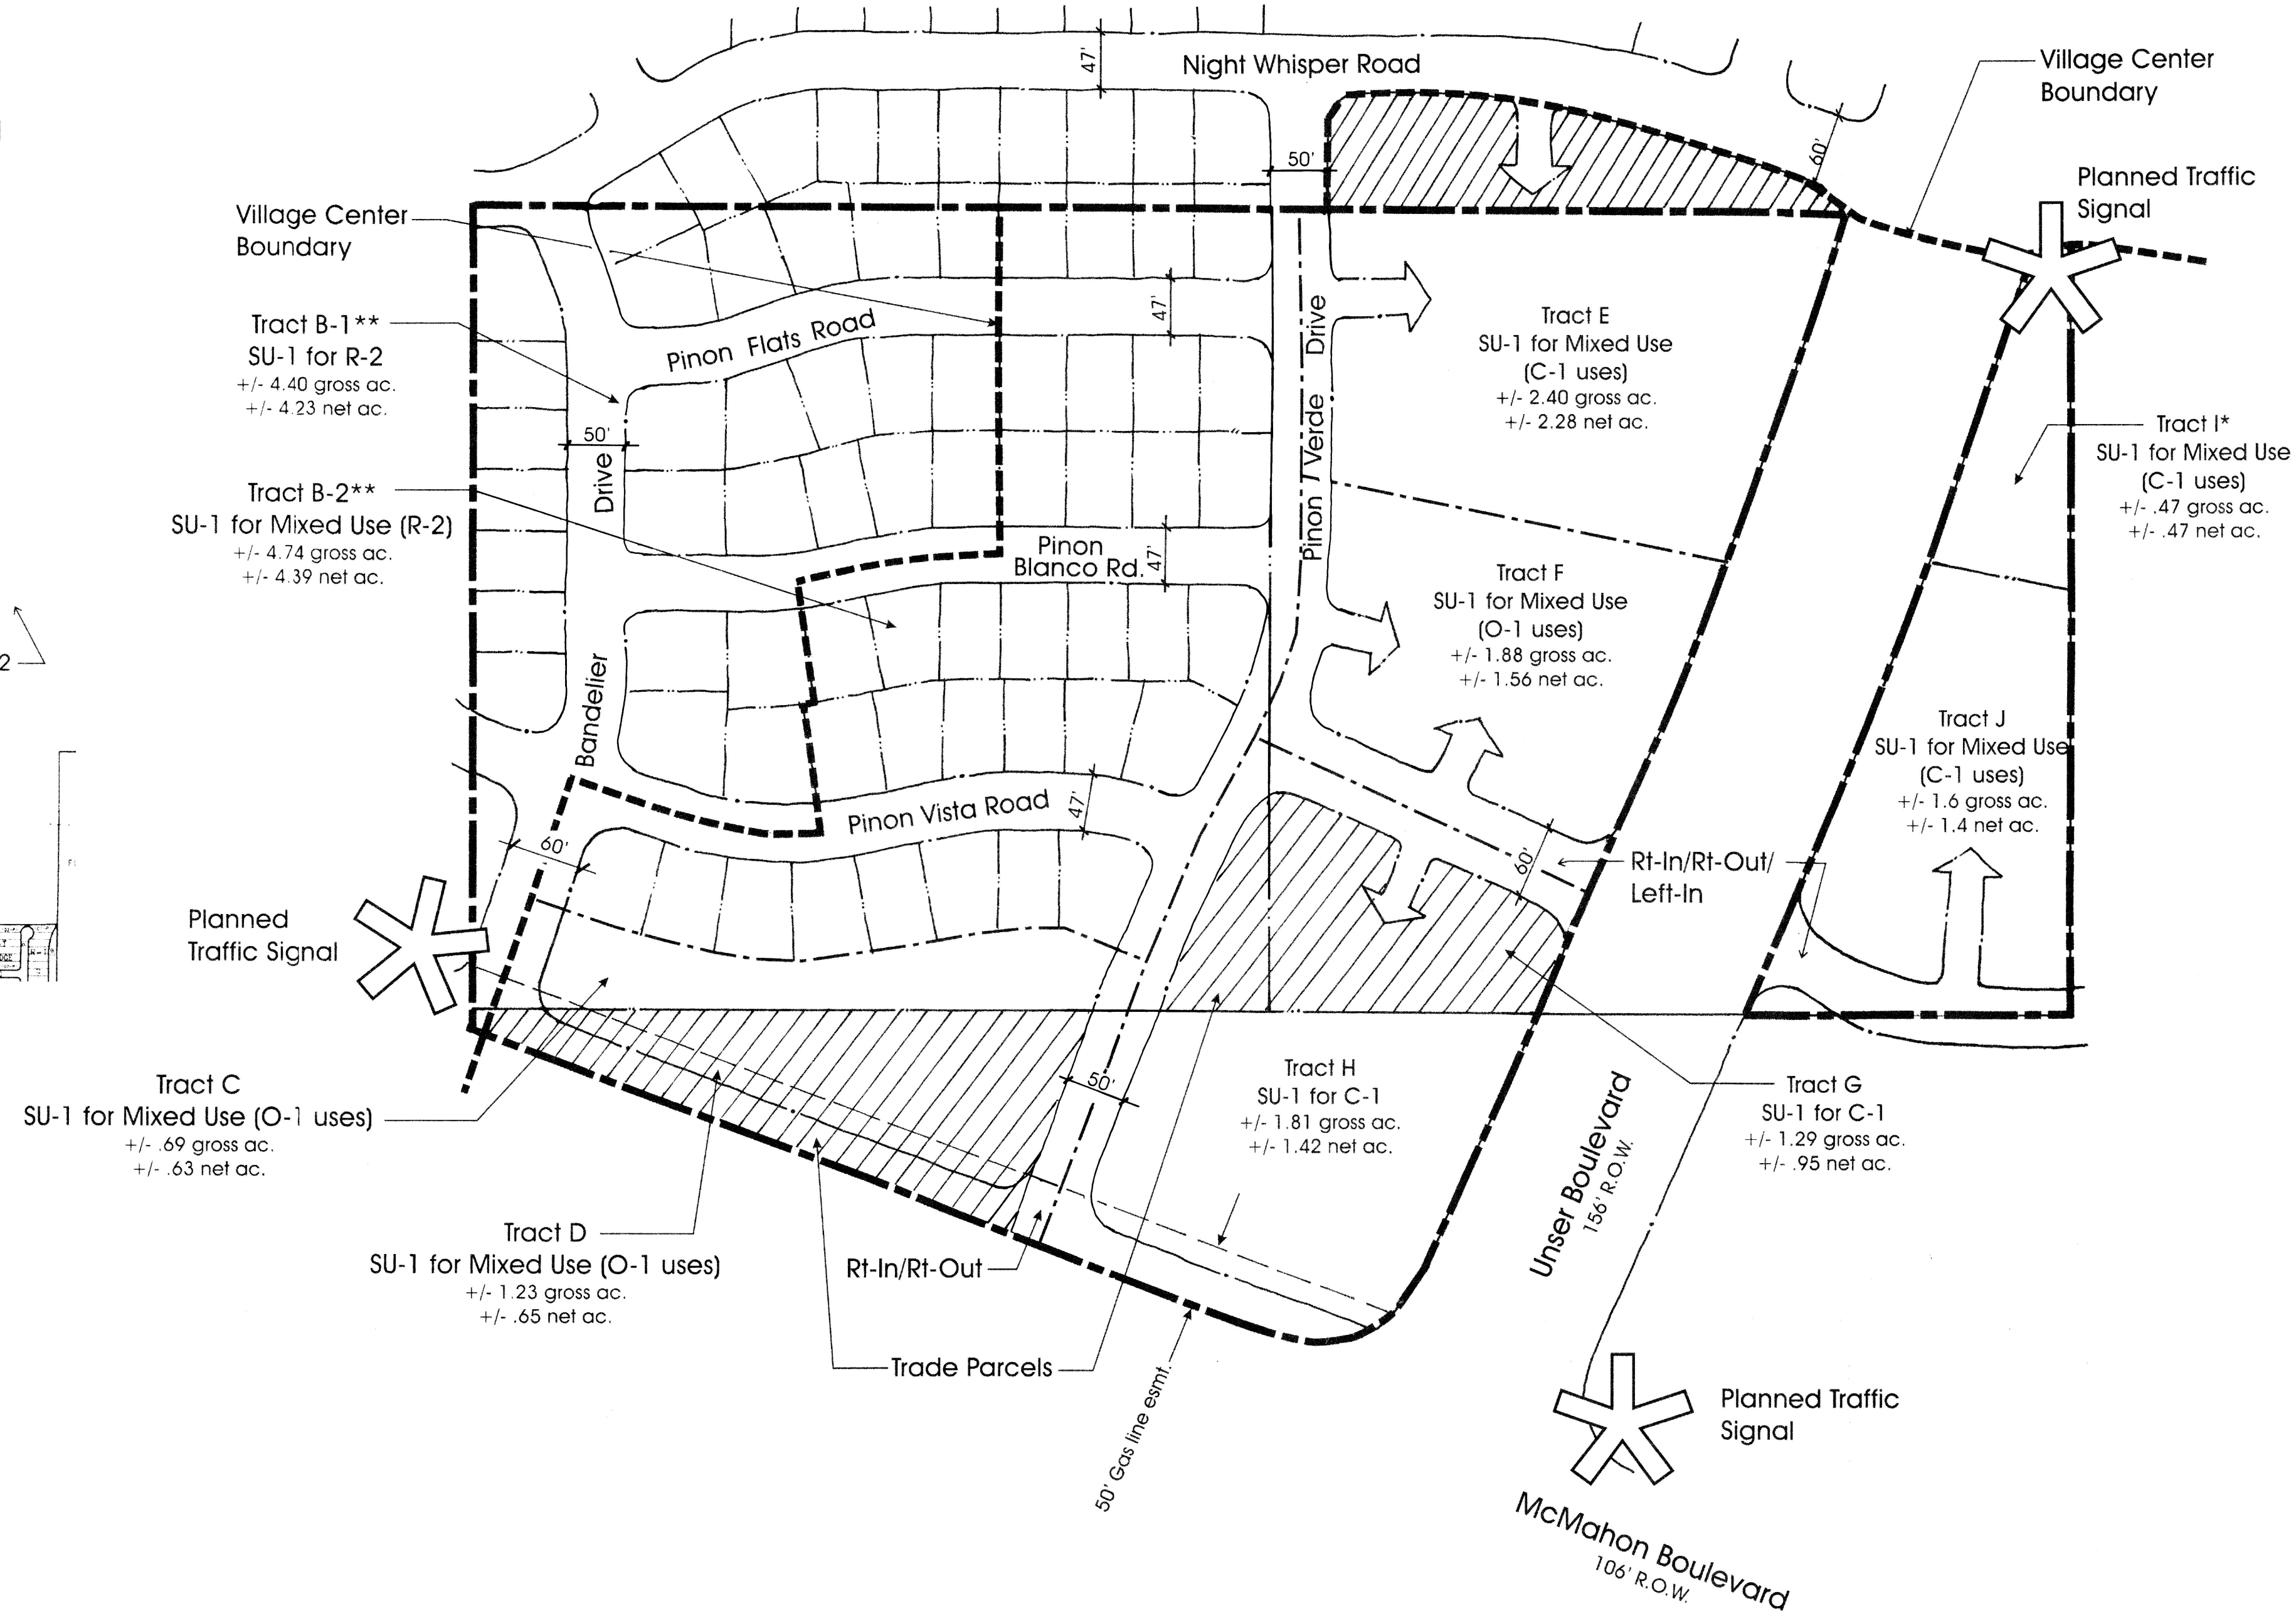 47'
Night Whisper Road
Village Center
Boundary
50'
60'
Planned Traffic
Signal
Village Center
Boundary
Tract B-1**
SU-1 for R-2
+/- 4.40 gross ac.
+/- 4.23 net ac.
Pinon Flats Road
47'
Pinon Verde Drive
Tract E
SU-1 for Mixed Use
(C-1 uses)
+/- 2.40 gross ac.
+/- 2.28 net ac.
Tract I*
SU-1 for Mixed Use
(C-1 uses)
+/- .47 gross ac.
+/- .47 net ac.
50'
Bandelier Drive
Tract B-2**
SU-1 for Mixed Use (R-2)
+/- 4.74 gross ac.
+/- 4.39 net ac.
Pinon
Blanco Rd.
47'
Tract F
SU-1 for Mixed Use
(O-1 uses)
+/- 1.88 gross ac.
+/- 1.56 net ac.
2
Tract J
SU-1 for Mixed Use
(C-1 uses)
+/- 1.6 gross ac.
+/- 1.4 net ac.
Pinon Vista Road
47'
60'
60'
Rt-In/Rt-Out/
Left-In
Planned
Traffic Signal
Tract C
SU-1 for Mixed Use (O-1 uses)
+/- .69 gross ac.
+/- .63 net ac.
50'
Tract H
SU-1 for C-1
+/- 1.81 gross ac.
+/- 1.42 net ac.
Tract G
SU-1 for C-1
+/- 1.29 gross ac.
+/- .95 net ac.
Unser Boulevard
156' R.O.W.
Tract D
SU-1 for Mixed Use (O-1 uses)
+/- 1.23 gross ac.
+/- .65 net ac.
Rt-In/Rt-Out
Trade Parcels
50' Gas line esmt.
Planned Traffic
Signal
McMahon Boulevard
106' R.O.W.